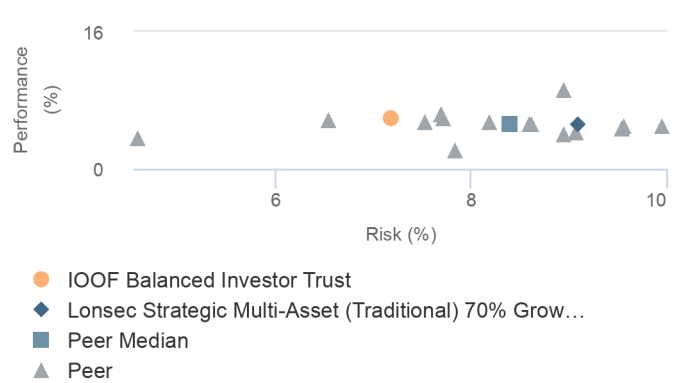 16
Performance
(%)
0
6
8
10
Risk (%)
IOOF Balanced Investor Trust
Lonsec Strategic Multi-Asset (Traditional) 70% Grow…
Peer Median
Peer